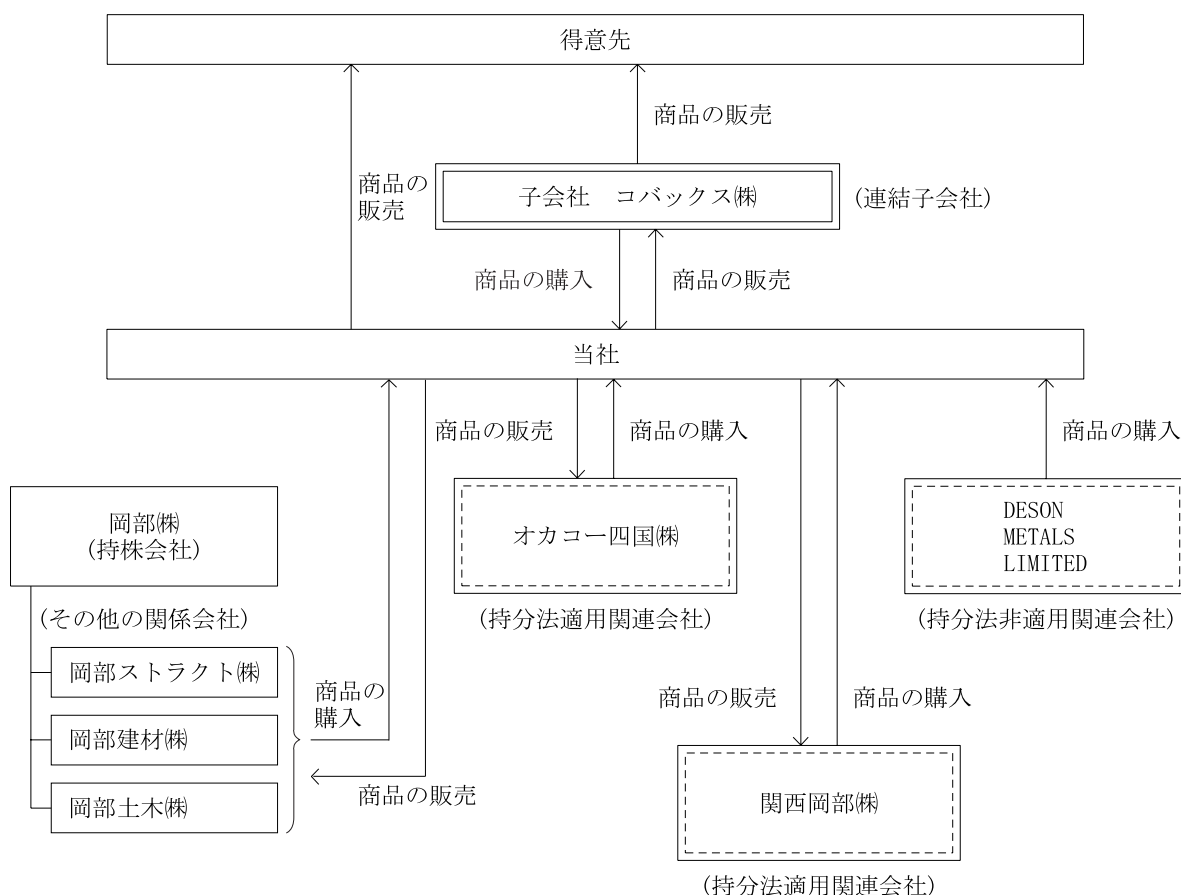 得意先
商品の販売
商品の
販売
子会社　コバックス㈱
(連結子会社)
商品の購入
商品の販売
当社
商品の販売
商品の購入
商品の購入
岡部㈱
(持株会社)
オカコー四国㈱
DESON
METALS
LIMITED
(その他の関係会社)
(持分法適用関連会社)
(持分法非適用関連会社)
岡部ストラクト㈱
商品の
購入
商品の販売
商品の購入
岡部建材㈱
岡部土木㈱
商品の販売
関西岡部㈱
(持分法適用関連会社)